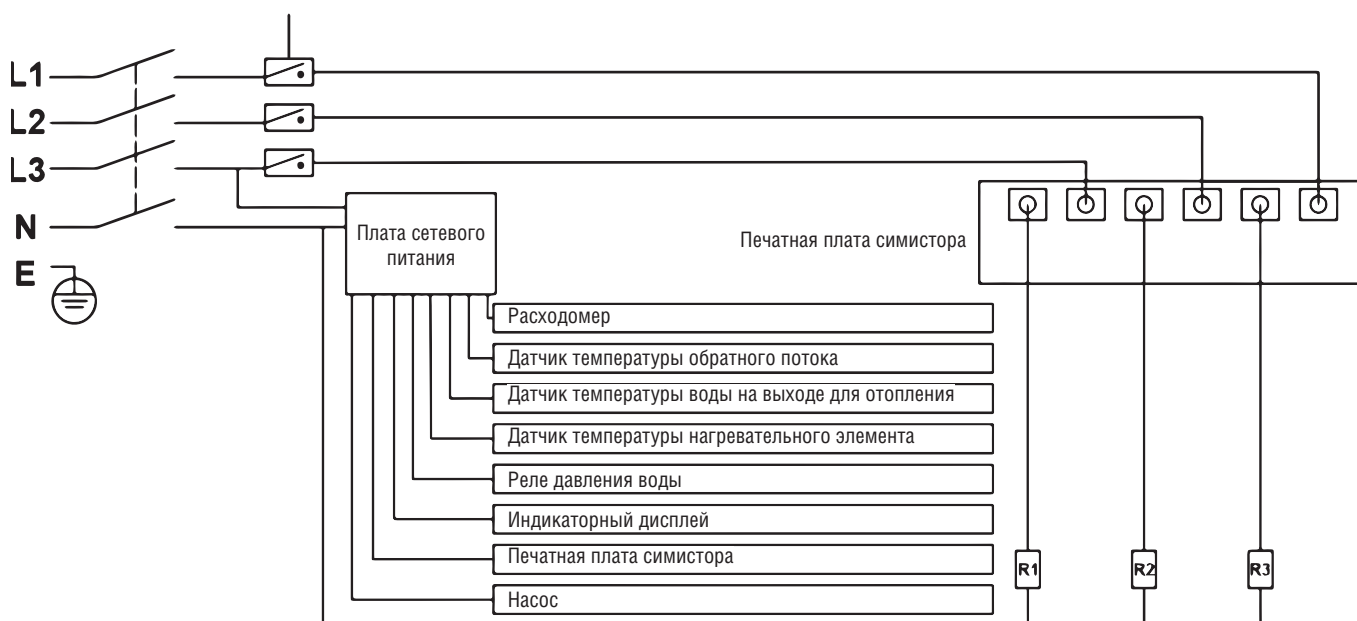 L1
L2
L3
N
E
Плата сетевого
питания
Печатная плата симистора
Расходомер
Датчик температуры обратного потока
Датчик температуры воды на выходе для отопления
Датчик температуры нагревательного элемента
Реле давления воды
Индикаторный дисплей
Печатная плата симистора
Насос
R1
R2
R3